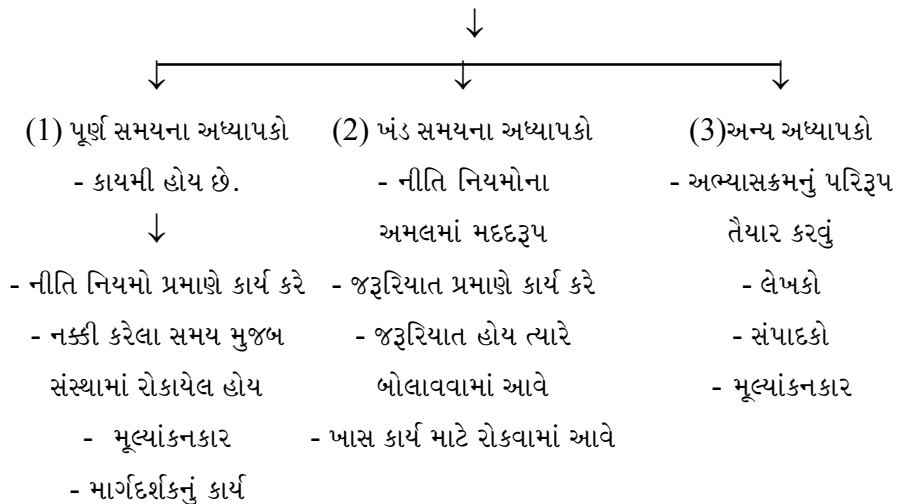 (1) પૂર્ણ સમયના અધ્યાપકો
- કાયમી હોય છે.
- નીતિ નિયમો પ્રમાણે કાર્ય કરે
- નક્કી કરેલા સમય મુજબ
સંસ્થામાં રોકાયેલ હોય
- મૂલ્યાંકનકાર
- માર્ગદર્શકનું કાર્ય
(2) ખંડ સમયના અધ્યાપકો
- નીતિ નિયમોના
અમલમાં મદદરૂપ
- જરૂરિયાત પ્રમાણે કાર્ય કરે
- જરૂરિયાત હોય ત્યારે
બોલાવવામાં આવે
- ખાસ કાર્ય માટે રોકવામાં આવે
(3)અન્ય અધ્યાપકો
- અભ્યાસક્રમનું પરિરૂપ
તૈયાર કરવું
- લેખકો
- સંપાદકો
- મૂલ્યાંકનકાર